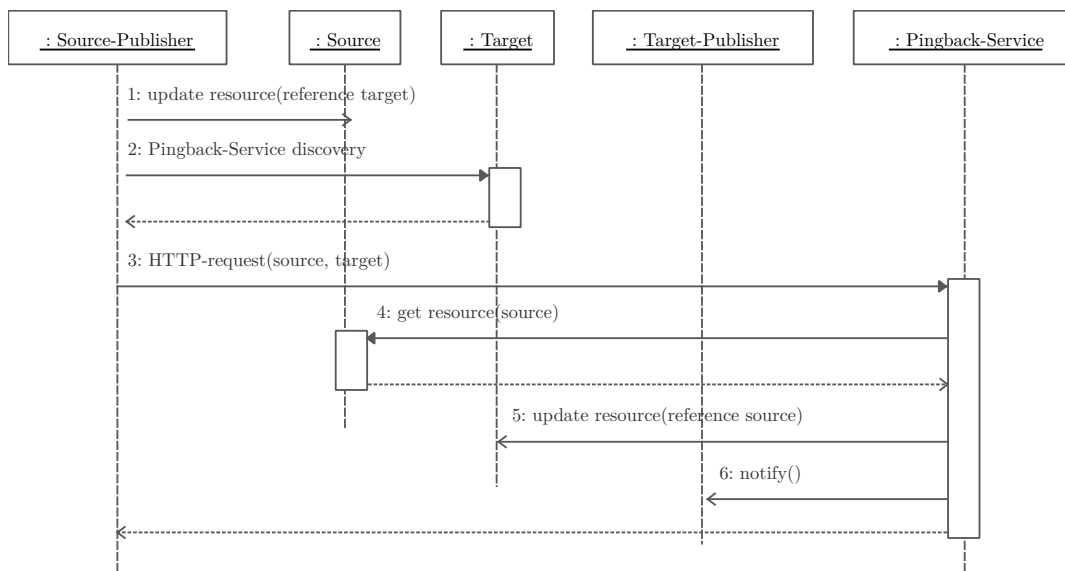 : Source-Publisher
: Source
: Target
: Target-Publisher
: Pingback-Service
1: update resource(reference target)
2: Pingback-Service discovery
3: HTTP-request(source, target)
4: get resource(source)
5: update resource(reference source)
6: notify()